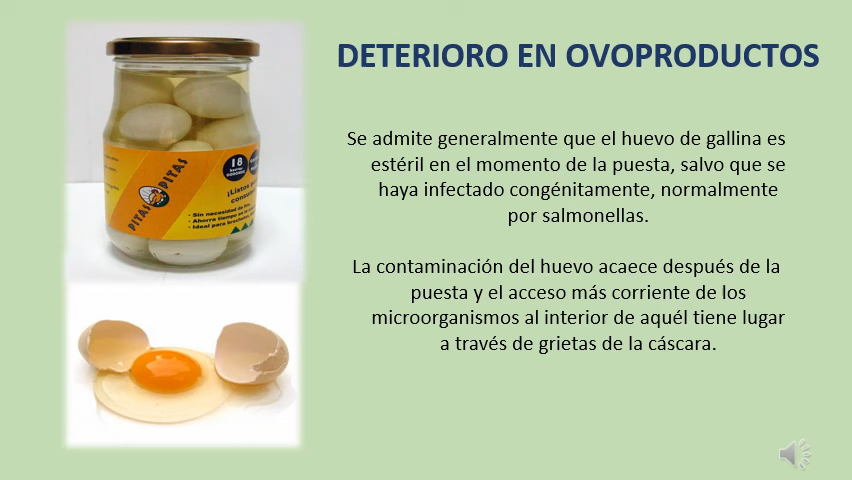 DETERIORO EN OVOPRODUCTOS
Se admite generalmente que el huevo de gallina es
estéril en el momento de la puesta, salvo que se
haya infectado congénitamente, normalmente
por salmonellas.
La contaminación del huevo acaece después de la
puesta y el acceso más corriente de los
microorganismos al interior de aquél tiene lugar
a través de grietas de la cáscara.
18
PITAS PITAS
¡Listos
- Sin necesidad de
- Ahorra tiempo en la
- Ideal para